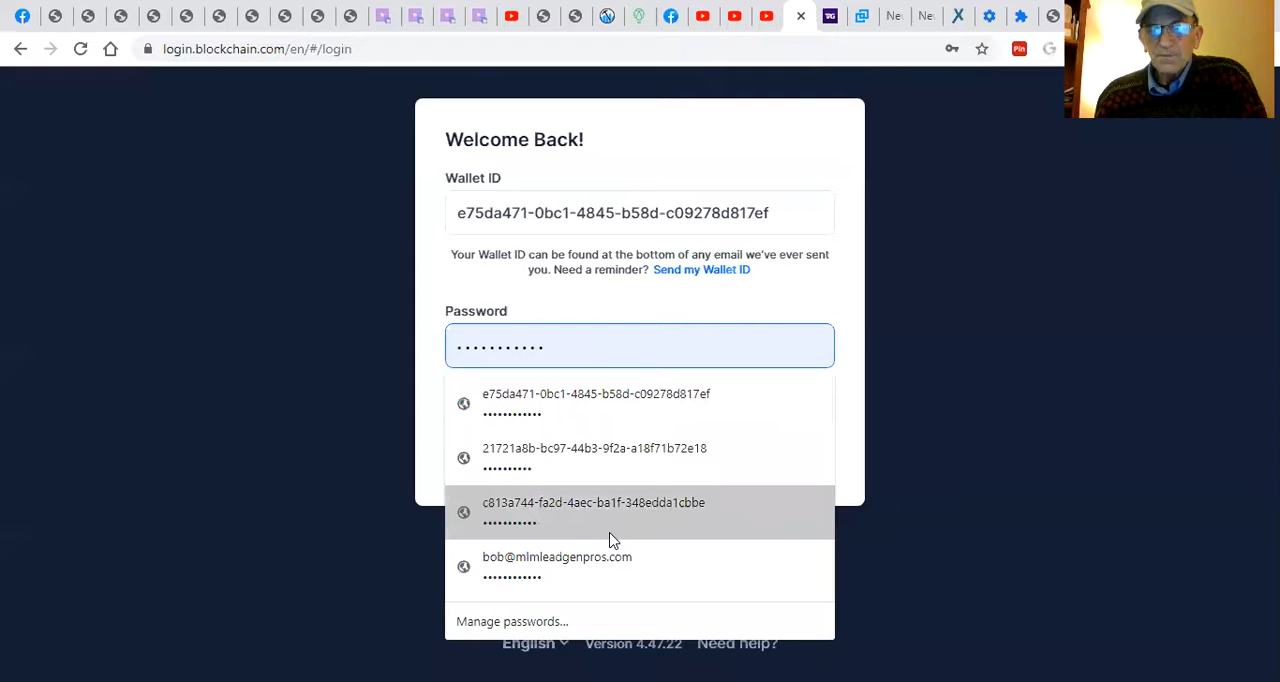 Ne
Ne
login.blockchain.com/en/#/login
Pin
Welcome Back!
Wallet ID
e75da471-0bc1-4845-b58d-c09278d817ef
Your Wallet ID can be found at the bottom of any email we've ever sent
you. Need a reminder? Send my Wallet ID
Password
e75da471-0bc1-4845-b58d-c09278d817ef
21721a8b-bc97-44b3-9f2a-a18f71b72e18
c813a744-fa2d-4aec-ba1f-348edda1cbbe
bob@mlmleadgenpros.com
Manage passwords...
English Version 4.47.22 Need help?